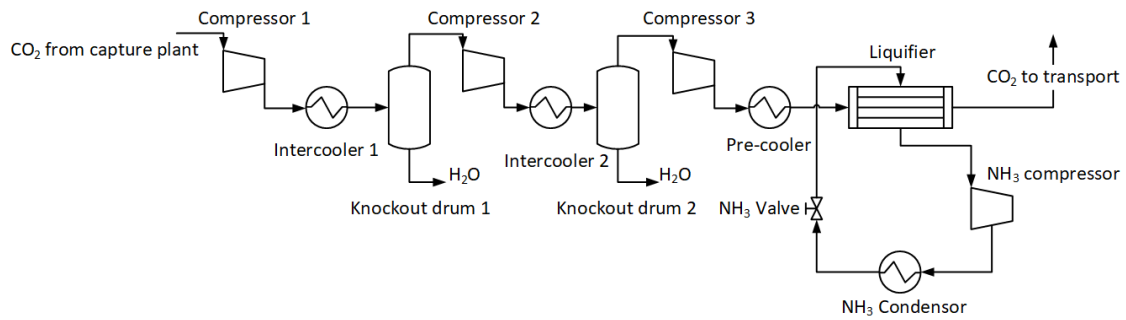 Compressor 1
Compressor 2
Compressor 3
CO₂ from capture plant
Liquifier
CO₂ to transport
Intercooler 1
Intercooler 2
Pre-cooler
H₂O
H₂O
NH₃ compressor
Knockout drum 1
Knockout drum 2
NH₃ Valve
NH₃ Condensor